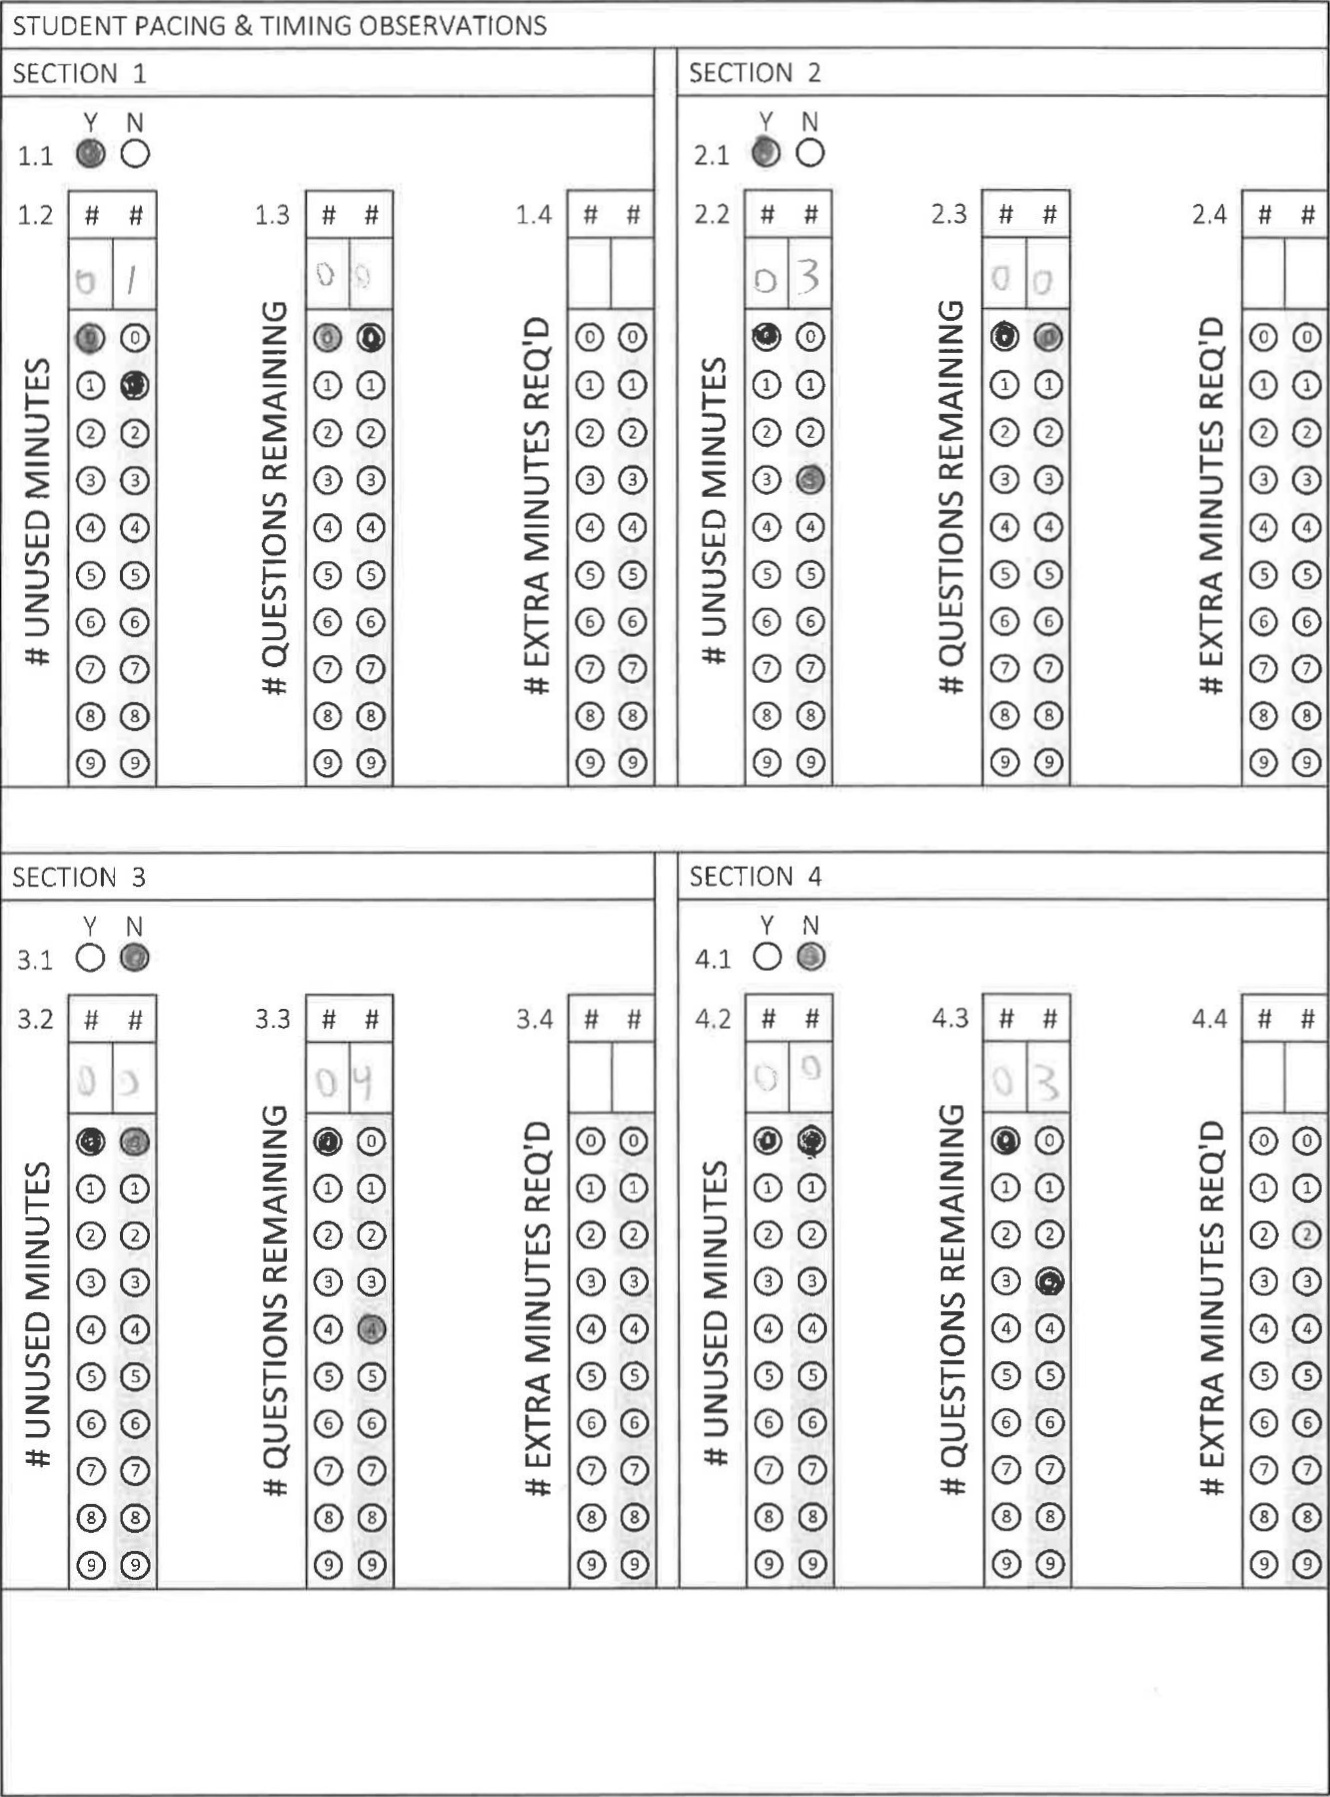 STUDENT PACING & TIMING OBSERVATIONS
SECTION 1
Y N
1.1
1.2 # # 1.3 # # 1.4 # #
0 1 0 0
# UNUSED MINUTES
# QUESTIONS REMAINING
# EXTRA MINUTES REQ'D
0 0 0 0 0 0
1 1 1 1 1 1
2 2 2 2 2 2
3 3 3 3 3 3
4 4 4 4 4 4
5 5 5 5 5 5
6 6 6 6 6 6
7 7 7 7 7 7
8 8 8 8 8 8
9 9 9 9 9 9
SECTION 2
Y N
2.1
2.2 # # 2.3 # # 2.4 # #
0 3 0 0
# UNUSED MINUTES
# QUESTIONS REMAINING
# EXTRA MINUTES REQ'D
0 0 0 0 0 0
1 1 1 1 1 1
2 2 2 2 2 2
3 3 3 3 3 3
4 4 4 4 4 4
5 5 5 5 5 5
6 6 6 6 6 6
7 7 7 7 7 7
8 8 8 8 8 8
9 9 9 9 9 9
SECTION 3
Y N
3.1
3.2 # # 3.3 # # 3.4 # #
0 0 0 4
# UNUSED MINUTES
# QUESTIONS REMAINING
# EXTRA MINUTES REQ'D
0 0 0 0 0 0
1 1 1 1 1 1
2 2 2 2 2 2
3 3 3 3 3 3
4 4 4 4 4 4
5 5 5 5 5 5
6 6 6 6 6 6
7 7 7 7 7 7
8 8 8 8 8 8
9 9 9 9 9 9
SECTION 4
Y N
4.1
4.2 # # 4.3 # # 4.4 # #
0 0 0 3
# UNUSED MINUTES
# QUESTIONS REMAINING
# EXTRA MINUTES REQ'D
0 0 0 0 0 0
1 1 1 1 1 1
2 2 2 2 2 2
3 3 3 3 3 3
4 4 4 4 4 4
5 5 5 5 5 5
6 6 6 6 6 6
7 7 7 7 7 7
8 8 8 8 8 8
9 9 9 9 9 9